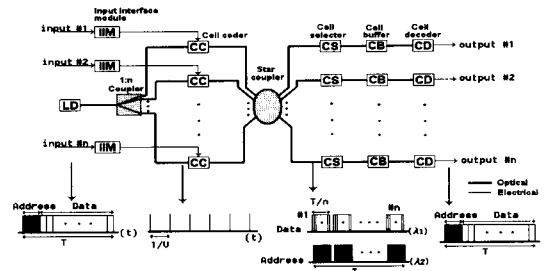 Input interface module
Cell coder
Cell selector
Cell buffer
Cell decoder
input #1 IIM CC CS CB CD output #1
Star coupler
input #2 IIM CC CS CB CD output #2
1:n Coupler
LD
input #n IIM CC CS CB CD output #n
Optical
Electrical
Address Data T (t)
1/U (t)
T/n
#1 #n
Data (λ1)
Address (λ2)
T
Address Data T (t)